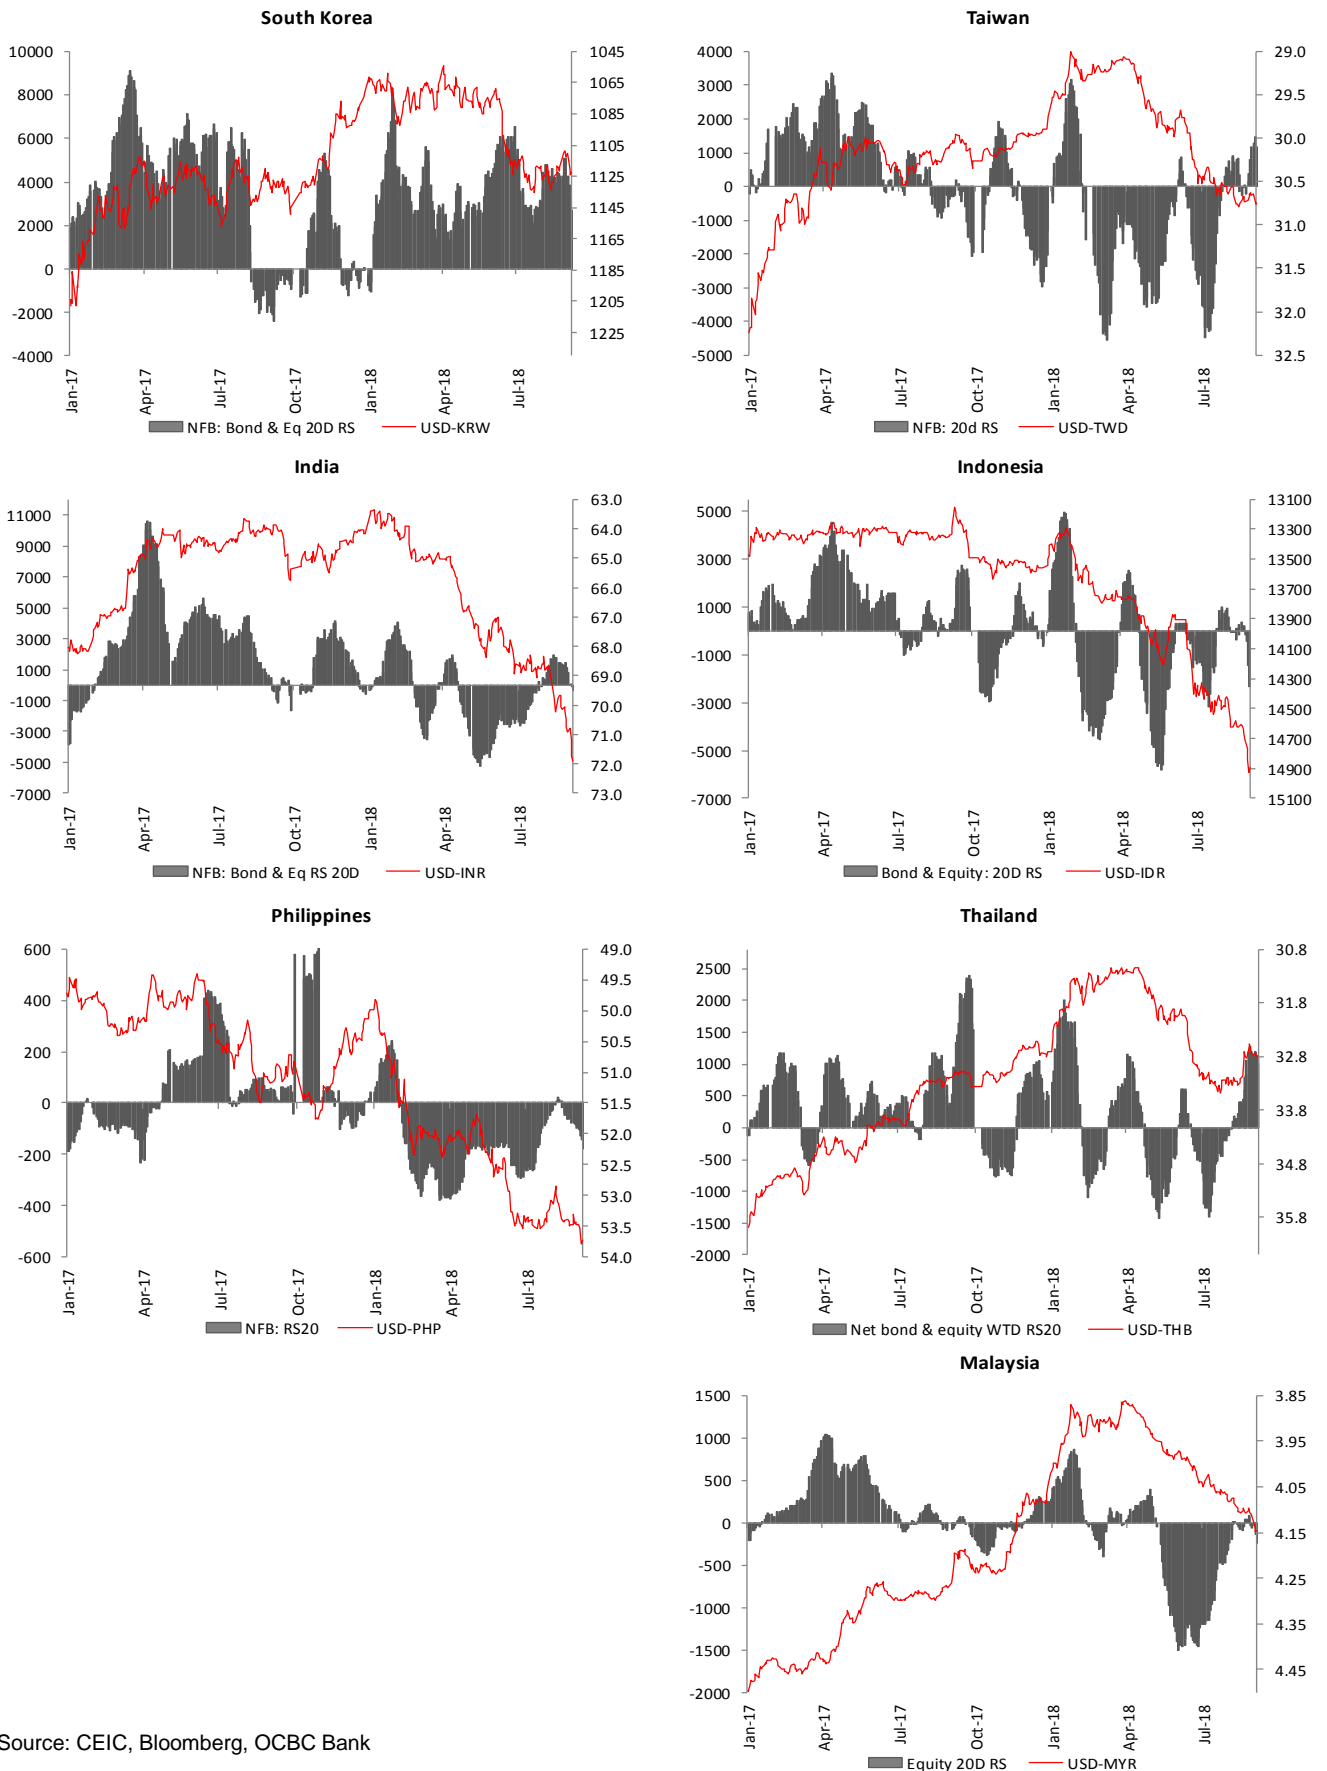 South Korea
10000
8000
6000
4000
2000
0
-2000
-4000
1045
1065
1085
1105
1125
1145
1165
1185
1205
1225
Jan-17
Apr-17
Jul-17
Oct-17
Jan-18
Apr-18
Jul-18
NFB: Bond & Eq 20D RS
USD-KRW
Taiwan
4000
3000
2000
1000
0
-1000
-2000
-3000
-4000
-5000
29.0
29.5
30.0
30.5
31.0
31.5
32.0
32.5
Jan-17
Apr-17
Jul-17
Oct-17
Jan-18
Apr-18
Jul-18
NFB: 20d RS
USD-TWD
India
11000
9000
7000
5000
3000
1000
-1000
-3000
-5000
-7000
63.0
64.0
65.0
66.0
67.0
68.0
69.0
70.0
71.0
72.0
73.0
Jan-17
Apr-17
Jul-17
Oct-17
Jan-18
Apr-18
Jul-18
NFB: Bond & Eq RS 20D
USD-INR
Indonesia
5000
3000
1000
-1000
-3000
-5000
-7000
13100
13300
13500
13700
13900
14100
14300
14500
14700
14900
15100
Jan-17
Apr-17
Jul-17
Oct-17
Jan-18
Apr-18
Jul-18
Bond & Equity: 20D RS
USD-IDR
Philippines
600
400
200
0
-200
-400
-600
49.0
49.5
50.0
50.5
51.0
51.5
52.0
52.5
53.0
53.5
54.0
Jan-17
Apr-17
Jul-17
Oct-17
Jan-18
Apr-18
Jul-18
NFB: RS20
USD-PHP
Thailand
2500
2000
1500
1000
500
0
-500
-1000
-1500
-2000
30.8
31.8
32.8
33.8
34.8
35.8
Jan-17
Apr-17
Jul-17
Oct-17
Jan-18
Apr-18
Jul-18
Net bond & equity WTD RS20
USD-THB
Malaysia
1500
1000
500
0
-500
-1000
-1500
-2000
3.85
3.95
4.05
4.15
4.25
4.35
4.45
Jan-17
Apr-17
Jul-17
Oct-17
Jan-18
Apr-18
Jul-18
Equity 20D RS
USD-MYR
Source: CEIC, Bloomberg, OCBC Bank